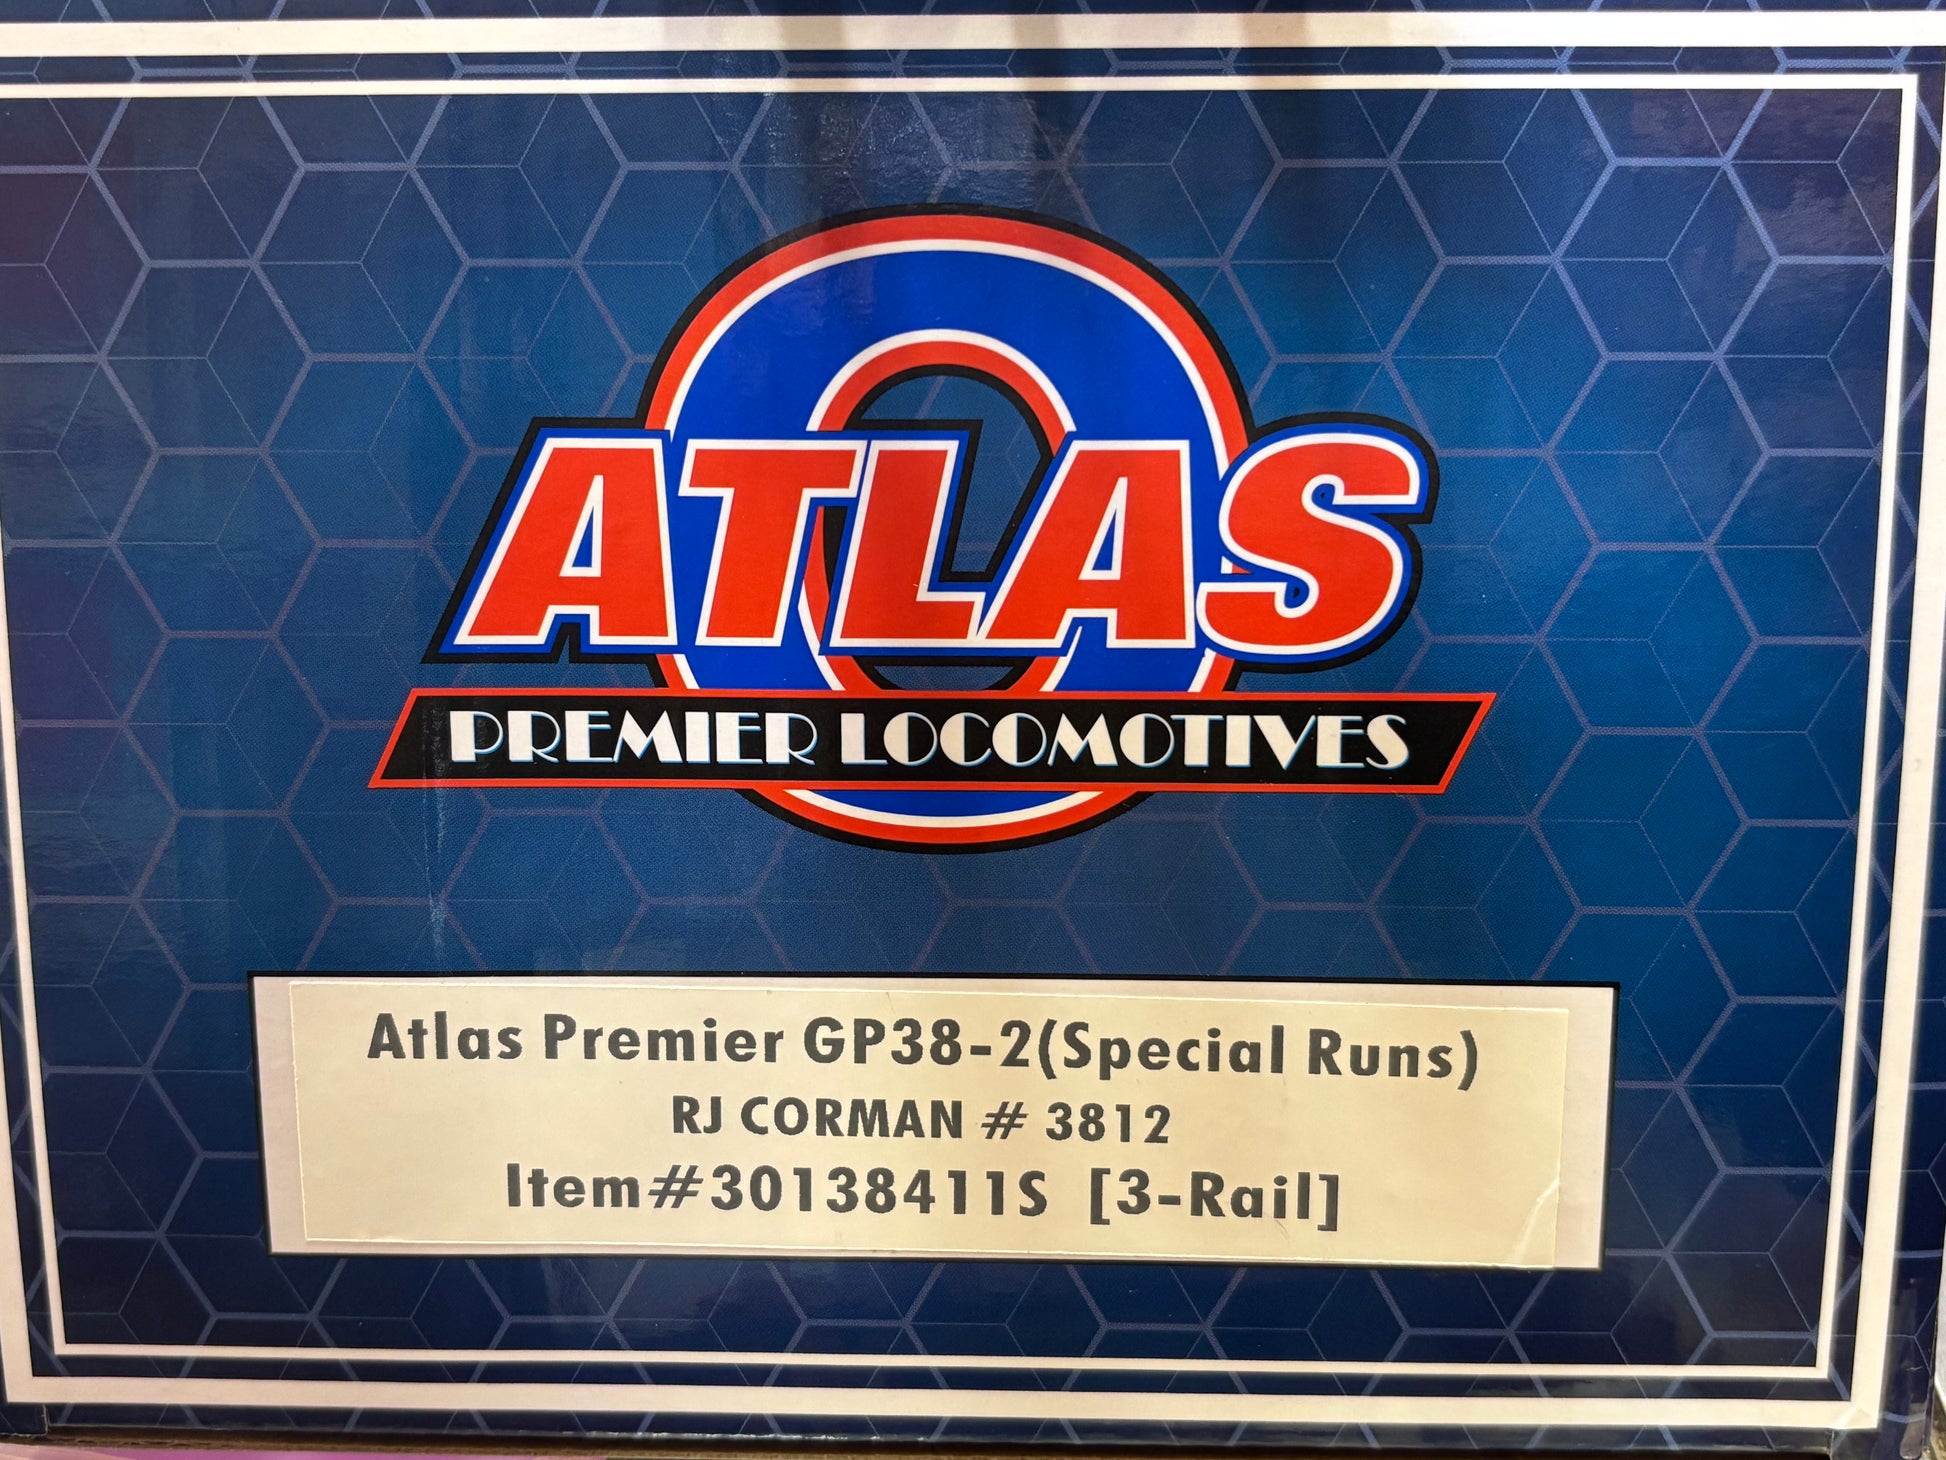 ATLAS
PREMIER LOCOMOTIVES
Atlas Premier GP38-2(Special Runs)
RJ CORMAN # 3812
Item#30138411S [3-Rail]